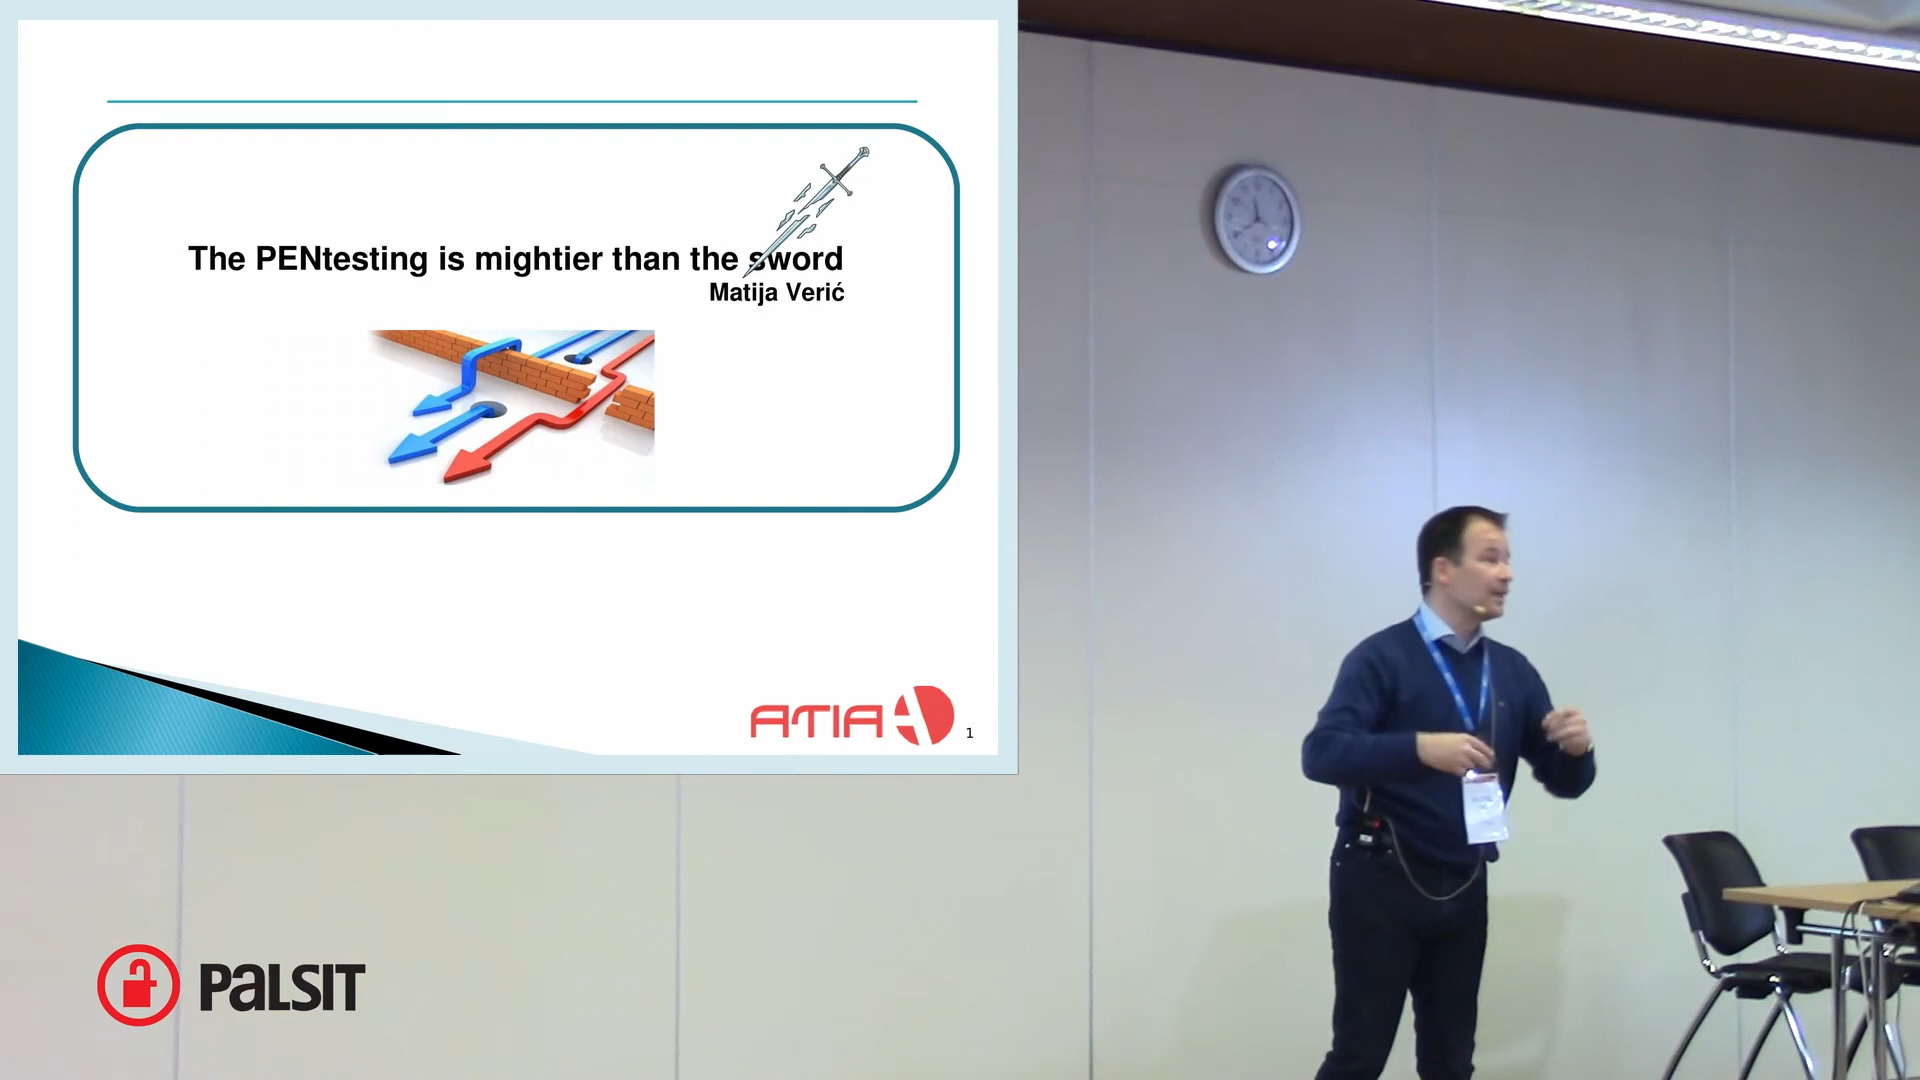 The PENtesting is mightier than the sword
Matija Verić
ATIA
1
PALSIT